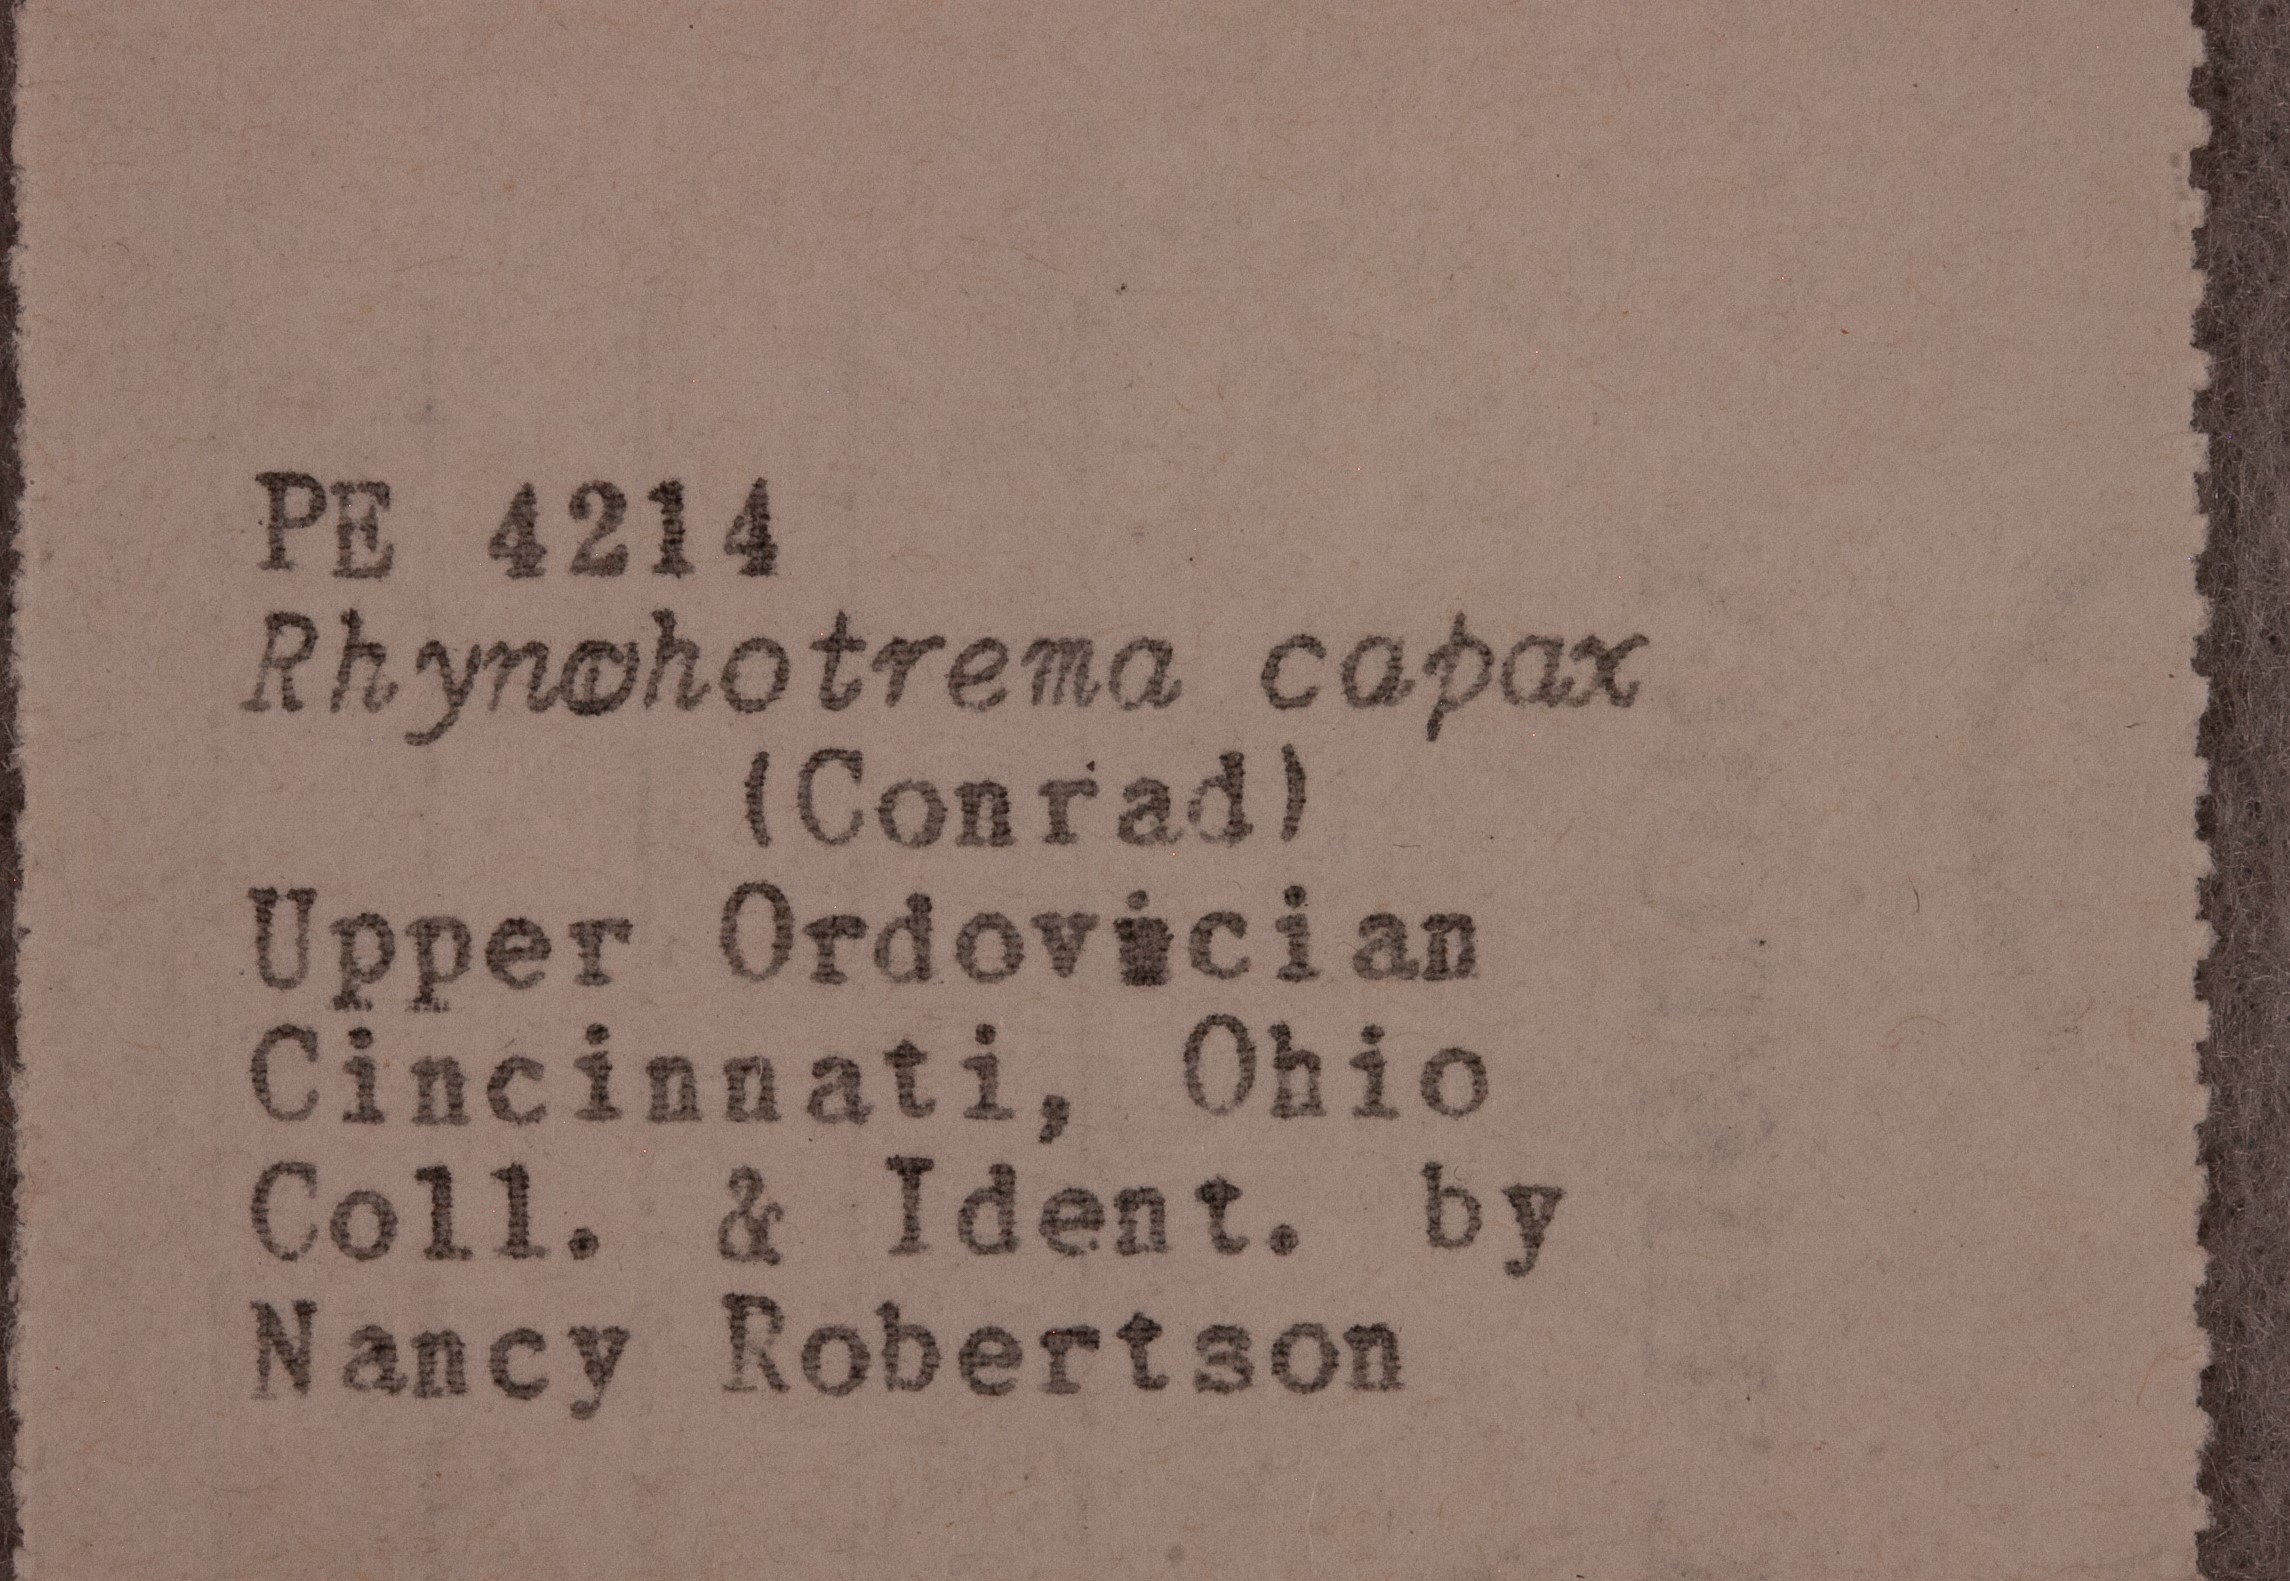 PE 4214
Rhynchotrema capax
(Conrad)
Upper Ordovician
Cincinnati, Ohio
Coll. & Ident. by
Nancy Robertson